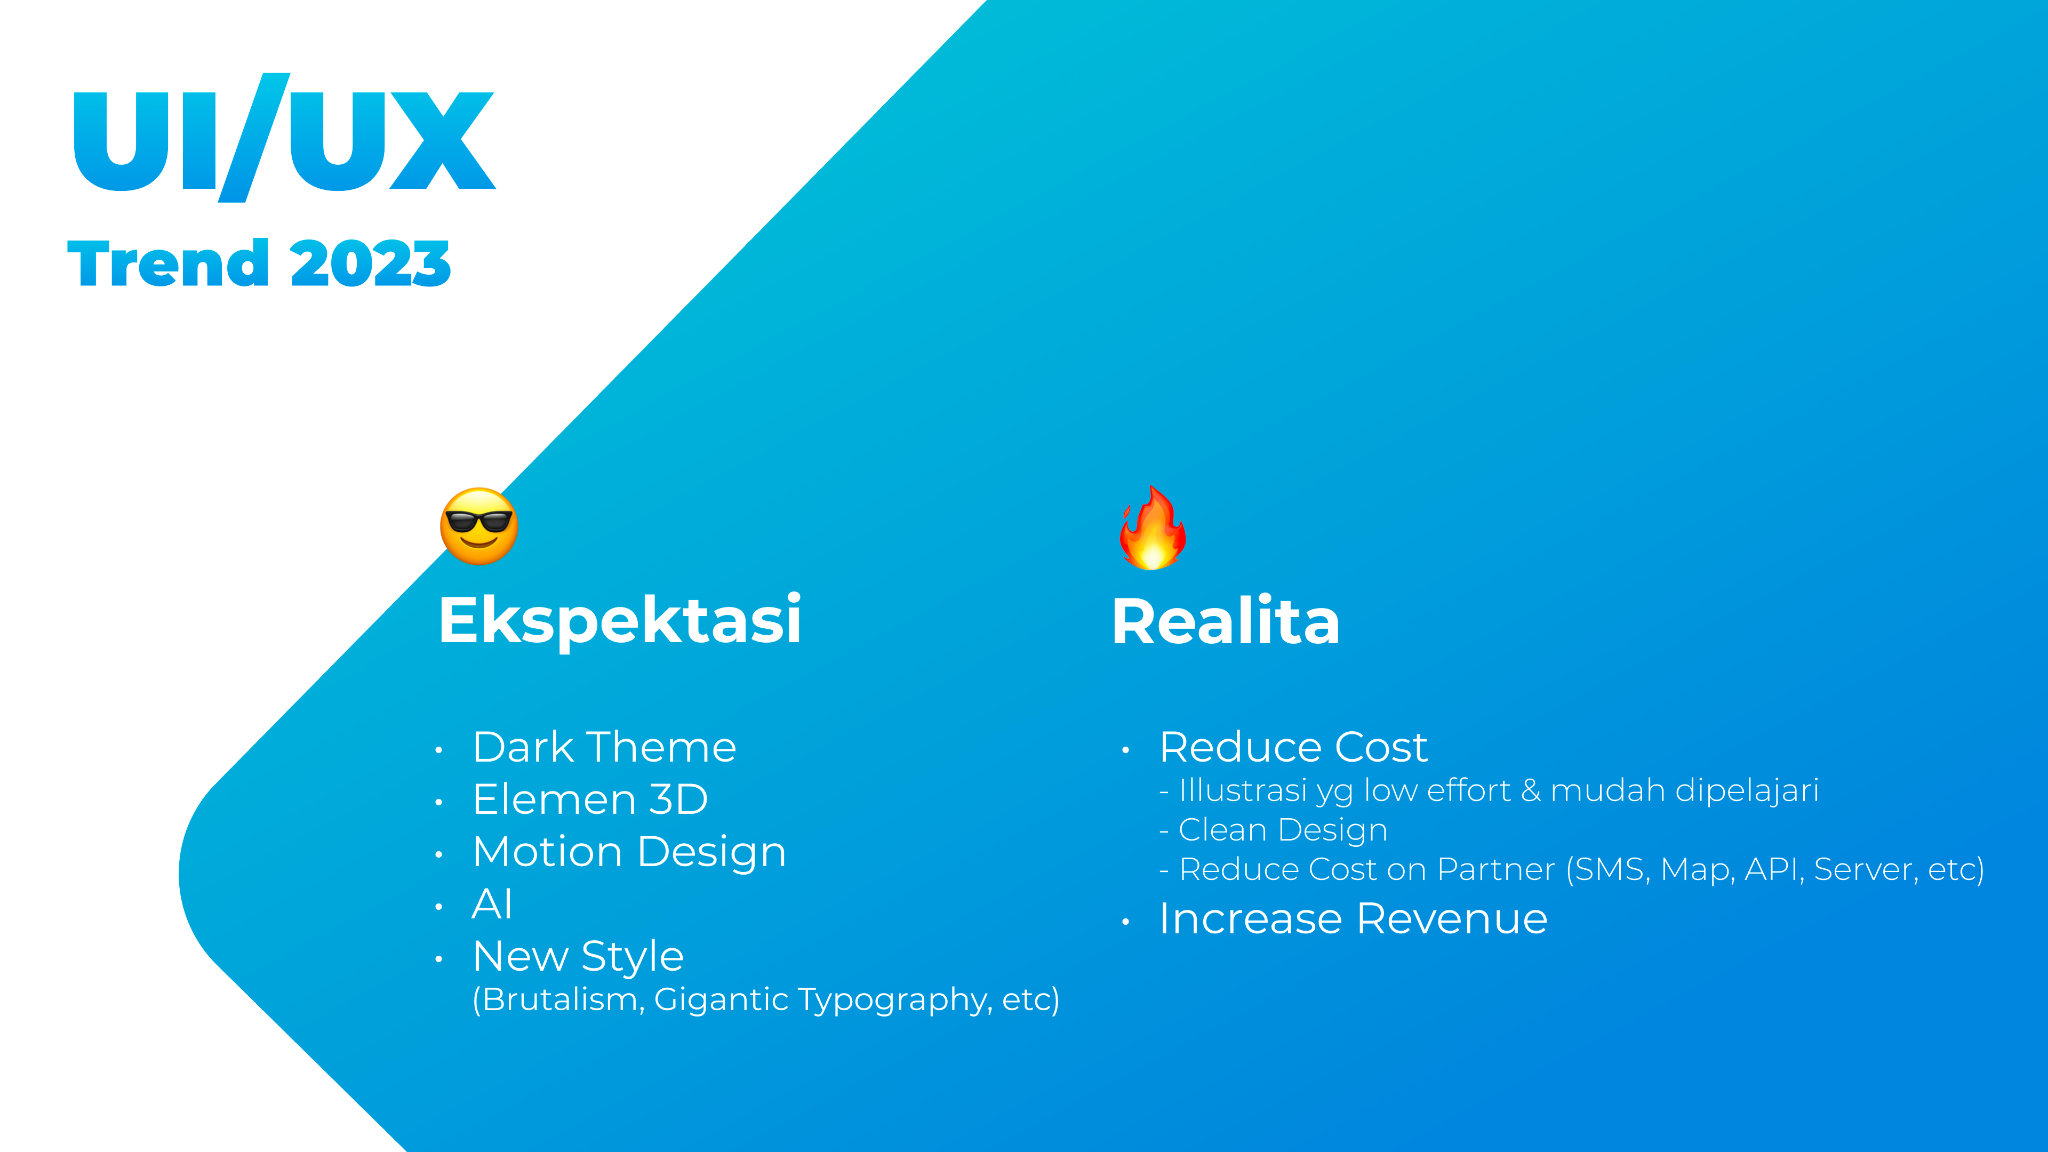 UI/UX
Trend 2023
😎
Ekspektasi
• Dark Theme
• Elemen 3D
• Motion Design
• AI
• New Style
(Brutalism, Gigantic Typography, etc)
🔥
Realita
• Reduce Cost
- Illustrasi yg low effort & mudah dipelajari
- Clean Design
- Reduce Cost on Partner (SMS, Map, API, Server, etc)
• Increase Revenue